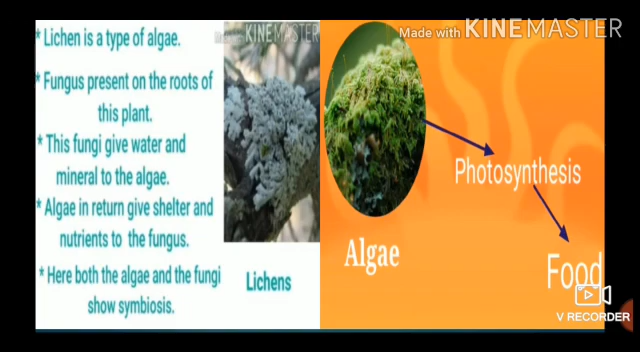 * Lichen is a type of algae.
* Fungus present on the roots of
this plant.
* This fungi give water and
mineral to the algae.
* Algae in return give shelter and
nutrients to the fungus.
* Here both the algae and the fungi
show symbiosis.
KINEMASTER
Lichens
Made with KINEMASTER
Photosynthesis
Algae
Food
V RECORDER